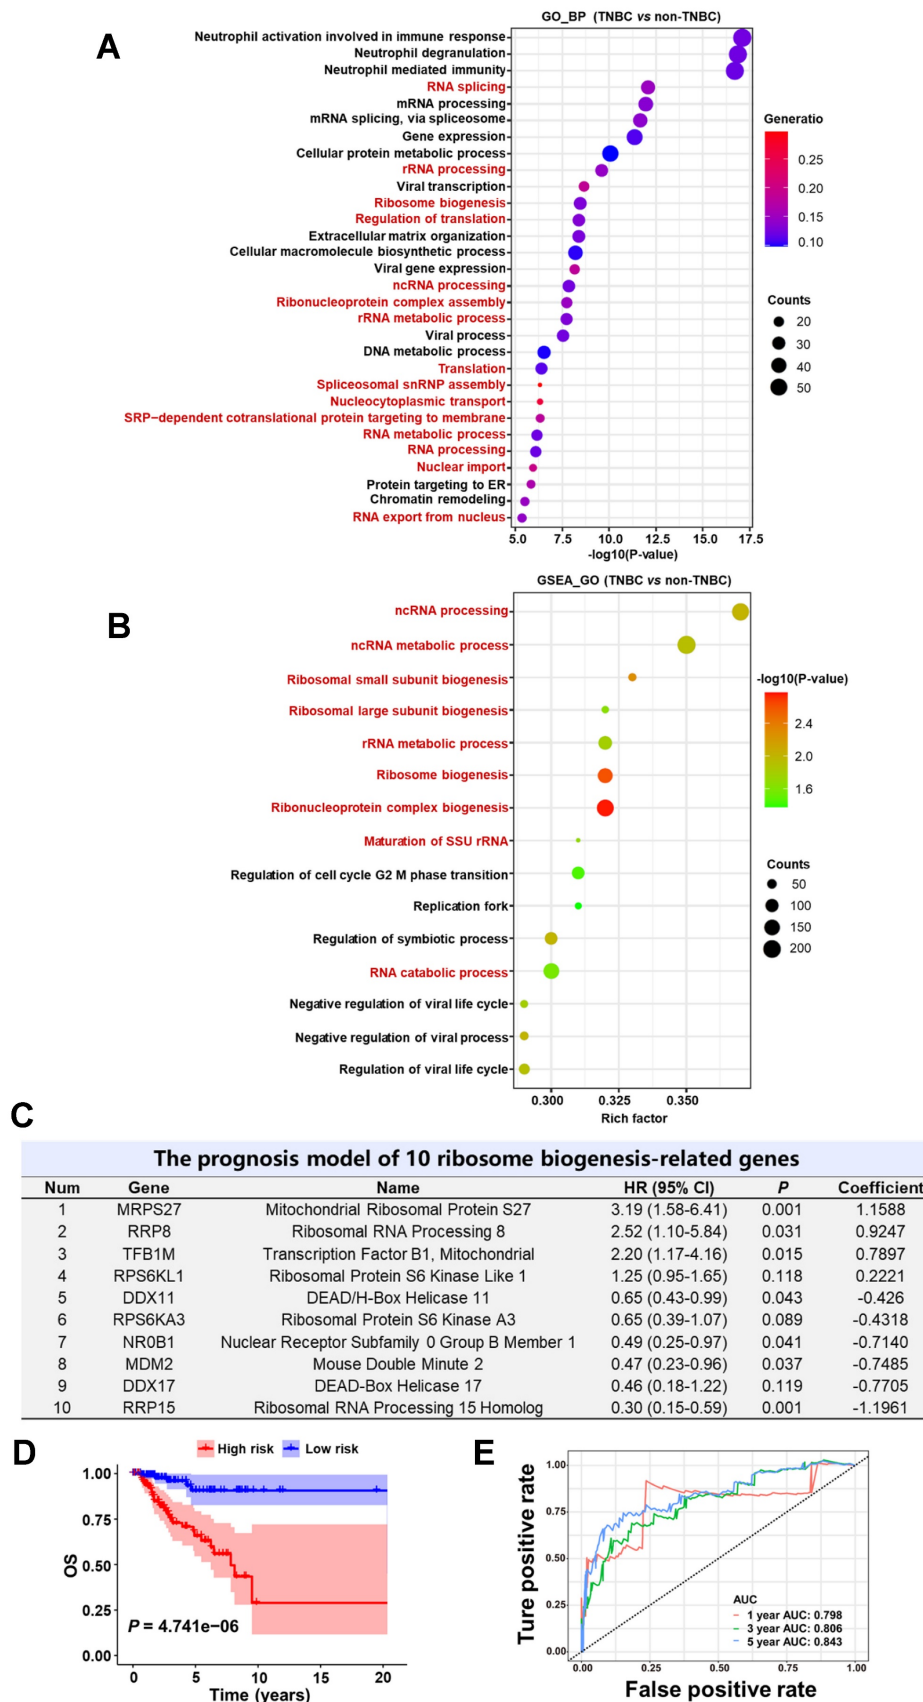 A
GO_BP (TNBC vs non-TNBC)
Neutrophil activation involved in immune response
Neutrophil degranulation
Neutrophil mediated immunity
RNA splicing
mRNA processing
mRNA splicing, via spliceosome
Gene expression
Cellular protein metabolic process
rRNA processing
Viral transcription
Ribosome biogenesis
Regulation of translation
Extracellular matrix organization
Cellular macromolecule biosynthetic process
Viral gene expression
ncRNA processing
Ribonucleoprotein complex assembly
rRNA metabolic process
Viral process
DNA metabolic process
Translation
Spliceosomal snRNP assembly
Nucleocytoplasmic transport
SRP−dependent cotranslational protein targeting to membrane
RNA metabolic process
RNA processing
Nuclear import
Protein targeting to ER
Chromatin remodeling
RNA export from nucleus
5.0 7.5 10.0 12.5 15.0 17.5
-log10(P-value)
Generatio
0.25
0.20
0.15
0.10
Counts
20
30
40
50
B
GSEA_GO (TNBC vs non-TNBC)
ncRNA processing
ncRNA metabolic process
Ribosomal small subunit biogenesis
Ribosomal large subunit biogenesis
rRNA metabolic process
Ribosome biogenesis
Ribonucleoprotein complex biogenesis
Maturation of SSU rRNA
Regulation of cell cycle G2 M phase transition
Replication fork
Regulation of symbiotic process
RNA catabolic process
Negative regulation of viral life cycle
Negative regulation of viral process
Regulation of viral life cycle
0.300 0.325 0.350
Rich factor
-log10(P-value)
2.4
2.0
1.6
Counts
50
100
150
200
C
The prognosis model of 10 ribosome biogenesis-related genes
Num Gene Name HR (95% CI) P Coefficient
1 MRPS27 Mitochondrial Ribosomal Protein S27 3.19 (1.58-6.41) 0.001 1.1588
2 RRP8 Ribosomal RNA Processing 8 2.52 (1.10-5.84) 0.031 0.9247
3 TFB1M Transcription Factor B1, Mitochondrial 2.20 (1.17-4.16) 0.015 0.7897
4 RPS6KL1 Ribosomal Protein S6 Kinase Like 1 1.25 (0.95-1.65) 0.118 0.2221
5 DDX11 DEAD/H-Box Helicase 11 0.65 (0.43-0.99) 0.043 -0.426
6 RPS6KA3 Ribosomal Protein S6 Kinase A3 0.65 (0.39-1.07) 0.089 -0.4318
7 NR0B1 Nuclear Receptor Subfamily 0 Group B Member 1 0.49 (0.25-0.97) 0.041 -0.7140
8 MDM2 Mouse Double Minute 2 0.47 (0.23-0.96) 0.037 -0.7485
9 DDX17 DEAD-Box Helicase 17 0.46 (0.18-1.22) 0.119 -0.7705
10 RRP15 Ribosomal RNA Processing 15 Homolog 0.30 (0.15-0.59) 0.001 -1.1961
D
High risk Low risk
1.00
0.75
0.50
0.25
0.00
OS
P = 4.741e−06
0 5 10 15 20
Time (years)
E
Ture positive rate
1.00
0.75
0.50
0.25
0.00
AUC
1 year AUC: 0.798
3 year AUC: 0.806
5 year AUC: 0.843
0.00 0.25 0.50 0.75 1.00
False positive rate